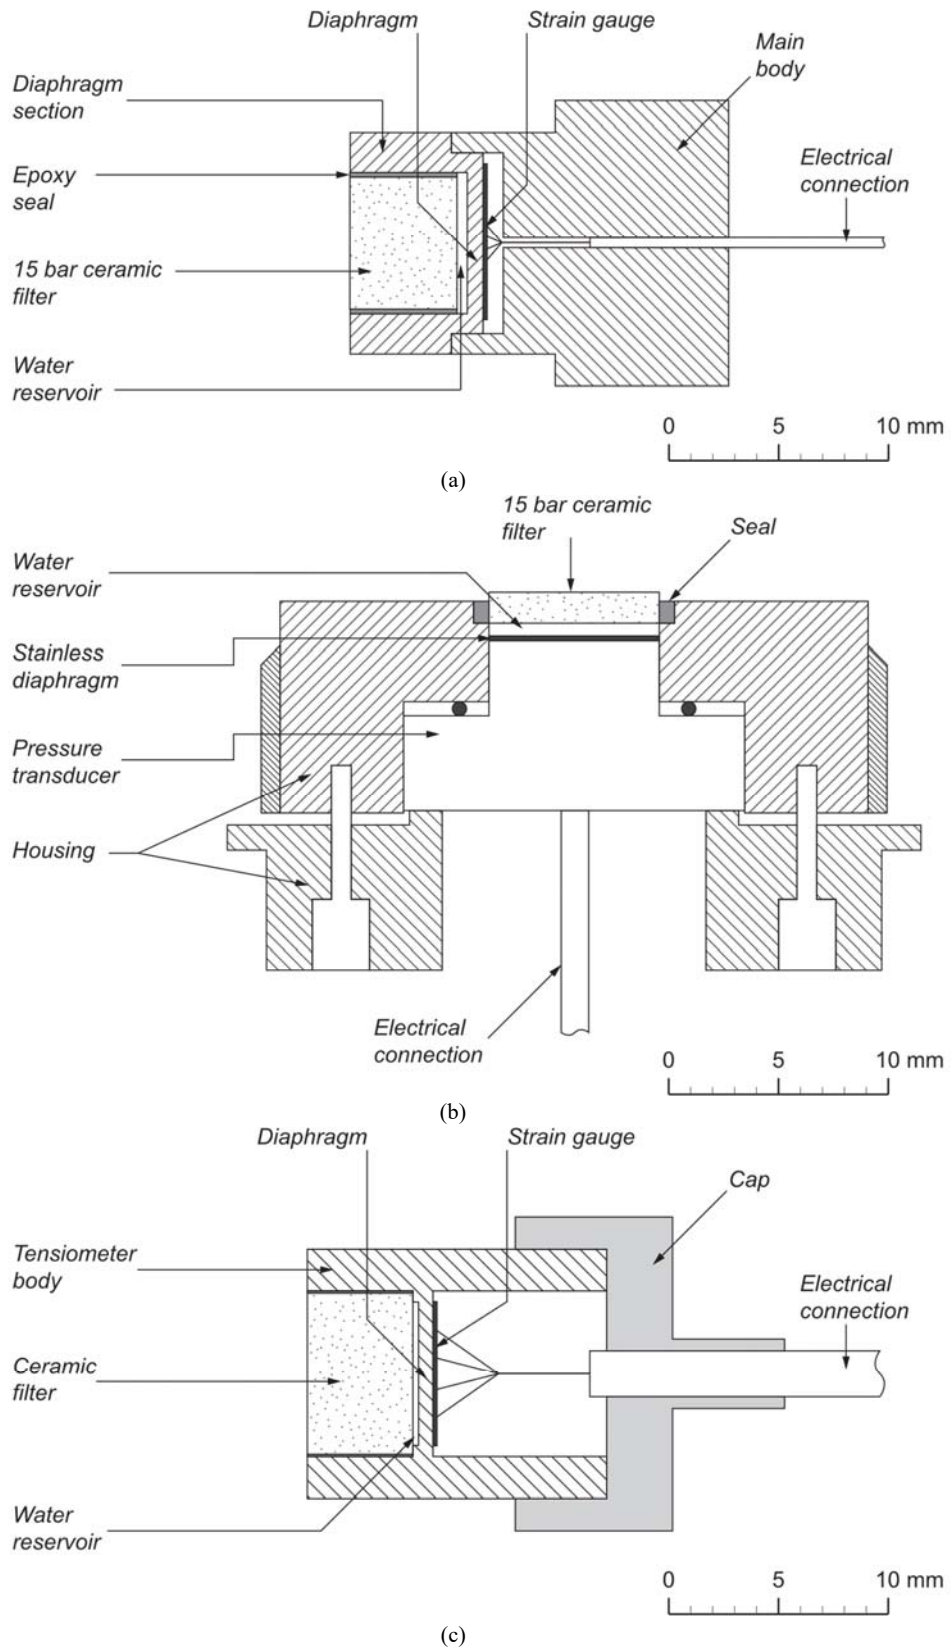 Diaphragm
Strain gauge
Main
body
Diaphragm
section
Electrical
connection
Epoxy
seal
15 bar ceramic
filter
Water
reservoir
0 5 10 mm
(a)
15 bar ceramic
filter
Seal
Water
reservoir
Stainless
diaphragm
Pressure
transducer
Housing
Electrical
connection
0 5 10 mm
(b)
Diaphragm
Strain gauge
Cap
Tensiometer
body
Electrical
connection
Ceramic
filter
Water
reservoir
0 5 10 mm
(c)